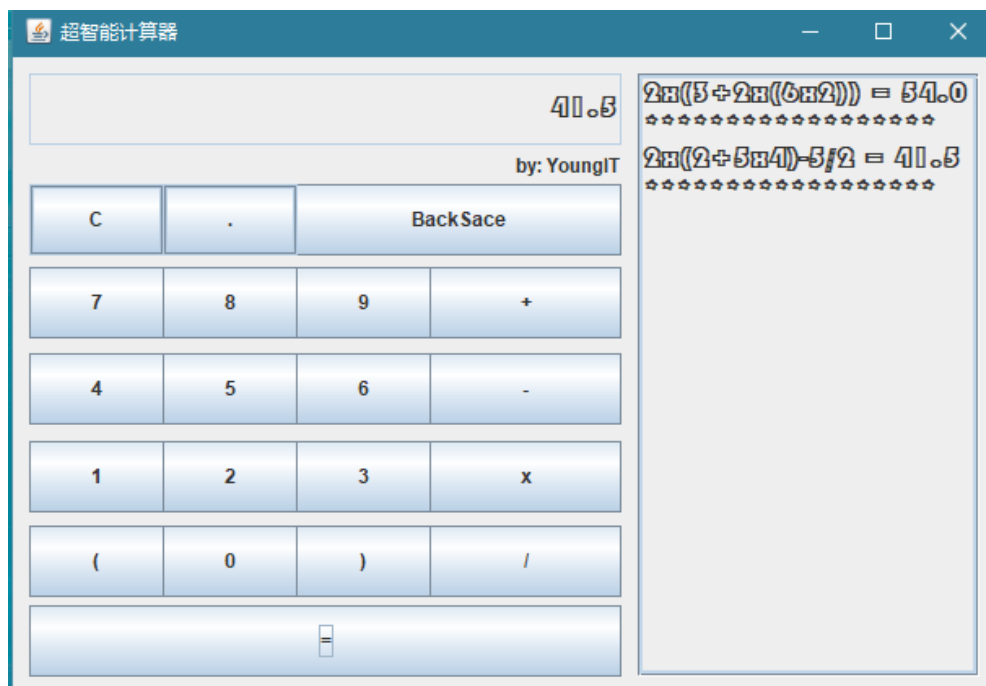 超智能计算器
41.5
by: YoungIT
C . BackSace
7 8 9 +
4 5 6 -
1 2 3 x
( 0 ) /
=
2x(3+2x(6x2)) = 54.0
******************
2x(2+5x4)-5/2 = 41.5
******************